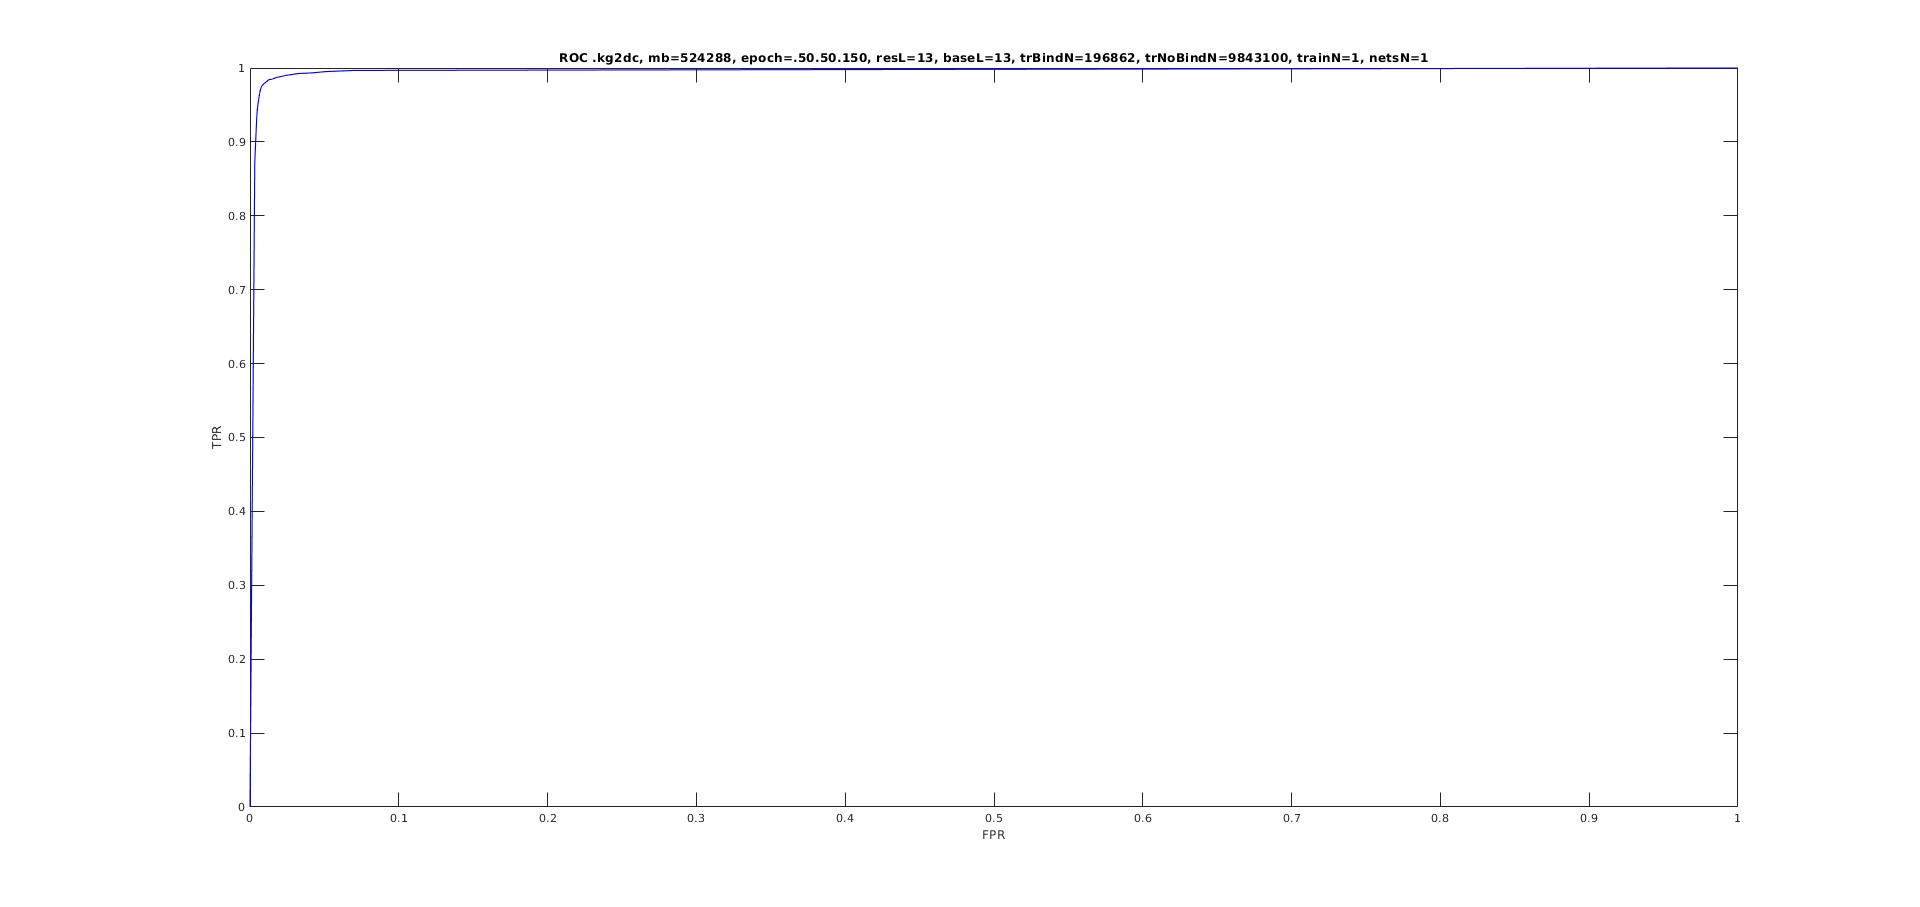 ROC .kg2dc, mb=524288, epoch=.50.50.150, resL=13, baseL=13, trBindN=196862, trNoBindN=9843100, trainN=1, netsN=1
1
0.9
0.8
0.7
0.6
0.5
0.4
0.3
0.2
0.1
0
TPR
0 0.1 0.2 0.3 0.4 0.5 0.6 0.7 0.8 0.9 1
FPR